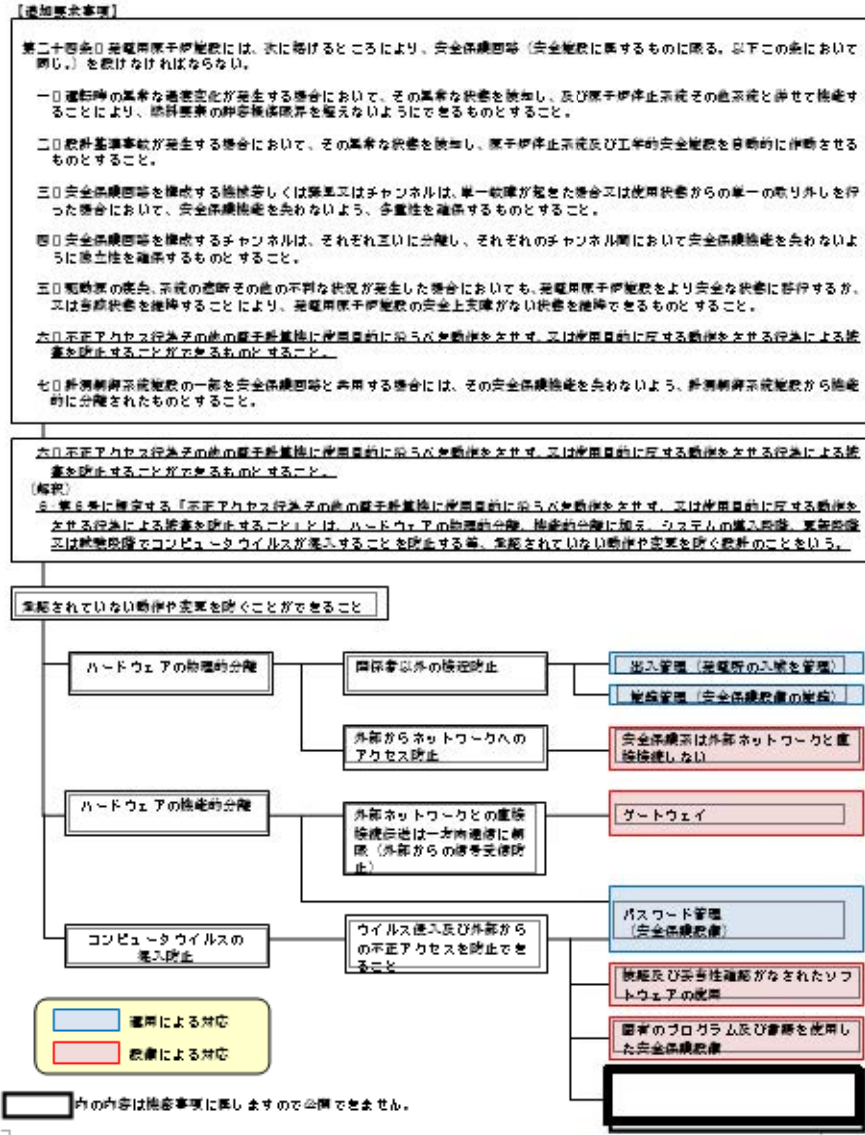 【追加要求事項】
第二十四条 発電用原子炉施設には、次に掲げるところにより、安全保護回路（安全施設に属するものに限る。以下この条において
同じ。）を設けなければならない。
一 運転時の異常な過渡変化が発生する場合において、その異常な状態を検知し、及び原子炉停止系統その他系統と併せて機能す
ることにより、燃料要素の許容損傷限界を超えないようにできるものとすること。
二 設計基準事故が発生する場合において、その異常な状態を検知し、原子炉停止系統及び工学的安全施設を自動的に作動させる
ものとすること。
三 安全保護回路を構成する機械若しくは器具又はチャンネルは、単一故障が起きた場合又は使用状態からの単一の取り外しを行
った場合において、安全保護機能を失わないよう、多重性を確保するものとすること。
四 安全保護回路を構成するチャンネルは、それぞれ互いに分離し、それぞれのチャンネル間において安全保護機能を失わないよ
うに独立性を確保するものとすること。
五 駆動源の喪失、系統の遮断その他の不利な状況が発生した場合においても、発電用原子炉施設をより安全な状態に移行するか、
又は当該状態を維持することにより、発電用原子炉施設の安全上支障がない状態を維持できるものとすること。
六 不正アクセス行為その他の電子計算機に使用目的に沿うべき動作をさせず、又は使用目的に反する動作をさせる行為による被
害を防止することができるものとすること。
七 計測制御系統施設の一部を安全保護回路と共用する場合には、その安全保護機能を失わないよう、計測制御系統施設から機能
的に分離されたものとすること。
六 不正アクセス行為その他の電子計算機に使用目的に沿うべき動作をさせず、又は使用目的に反する動作をさせる行為による被
害を防止することができるものとすること。
（解釈）
6 第6号に規定する「不正アクセス行為その他の電子計算機に使用目的に沿うべき動作をさせず、又は使用目的に反する動作を
させる行為による被害を防止すること」とは、ハードウェアの物理的分離、機能的分離に加え、システムの導入段階、更新段階
又は試験段階でコンピュータウイルスが混入することを防止する等、承認されていない動作や変更を防ぐ設計のことをいう。
承認されていない動作や変更を防ぐことができること
ハードウェアの物理的分離
関係者以外の接近防止
出入管理（発電所の入域を管理）
施錠管理（安全保護設備の施錠）
外部からネットワークへの
アクセス防止
安全保護系は外部ネットワークと直
接接続しない
ハードウェアの機能的分離
外部ネットワークとの直接
接続伝送は一方向通信に制
限（外部からの信号受信防
止）
ゲートウェイ
パスワード管理
（安全保護設備）
コンピュータウイルスの
混入防止
ウイルス侵入及び外部から
の不正アクセスを防止でき
ること
検証及び妥当性確認がなされたソフ
トウェアの使用
固有のプログラム及び言語を使用し
た安全保護設備
運用による対応
設備による対応
内の内容は機密事項に属しますので公開できません。